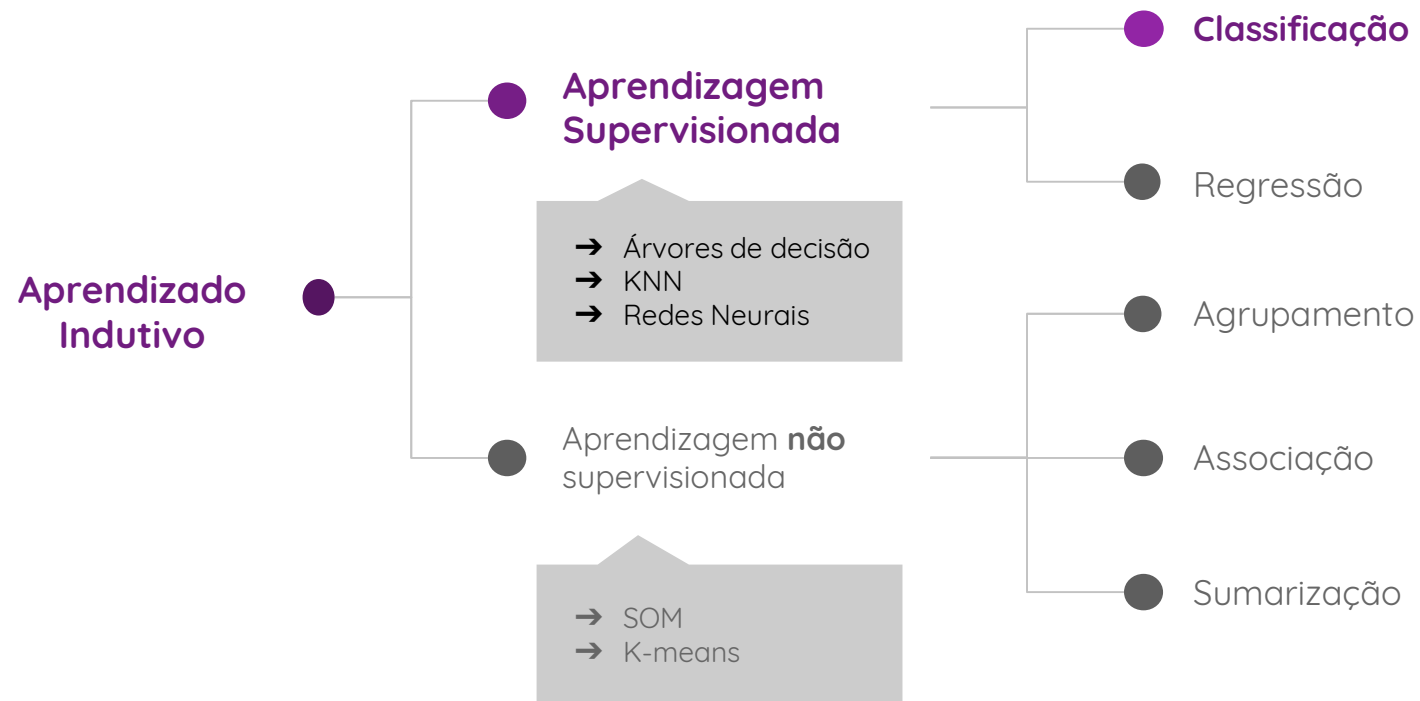 Aprendizado
Indutivo
Aprendizagem
Supervisionada
➔ Árvores de decisão
➔ KNN
➔ Redes Neurais
Aprendizagem não
supervisionada
➔ SOM
➔ K-means
Classificação
Regressão
Agrupamento
Associação
Sumarização